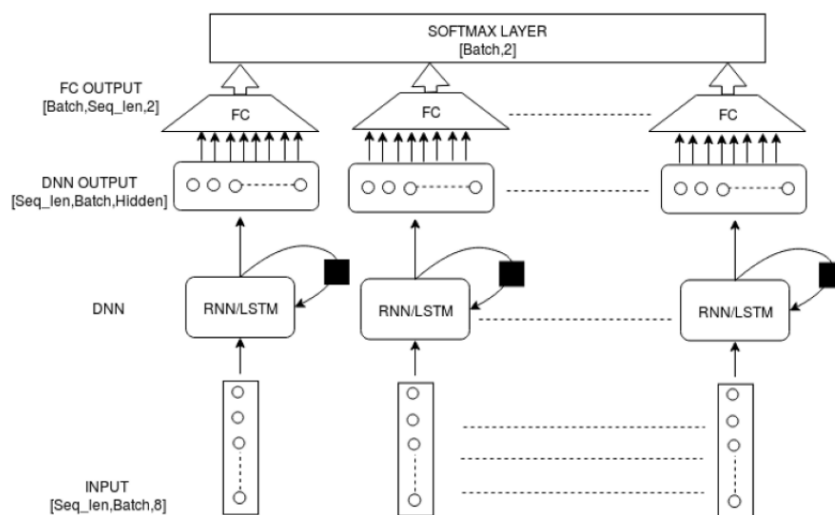 SOFTMAX LAYER
[Batch,2]
FC OUTPUT
[Batch,Seq_len,2]
FC
FC
FC
DNN OUTPUT
[Seq_len,Batch,Hidden]
DNN
RNN/LSTM
RNN/LSTM
RNN/LSTM
INPUT
[Seq_len,Batch,8]